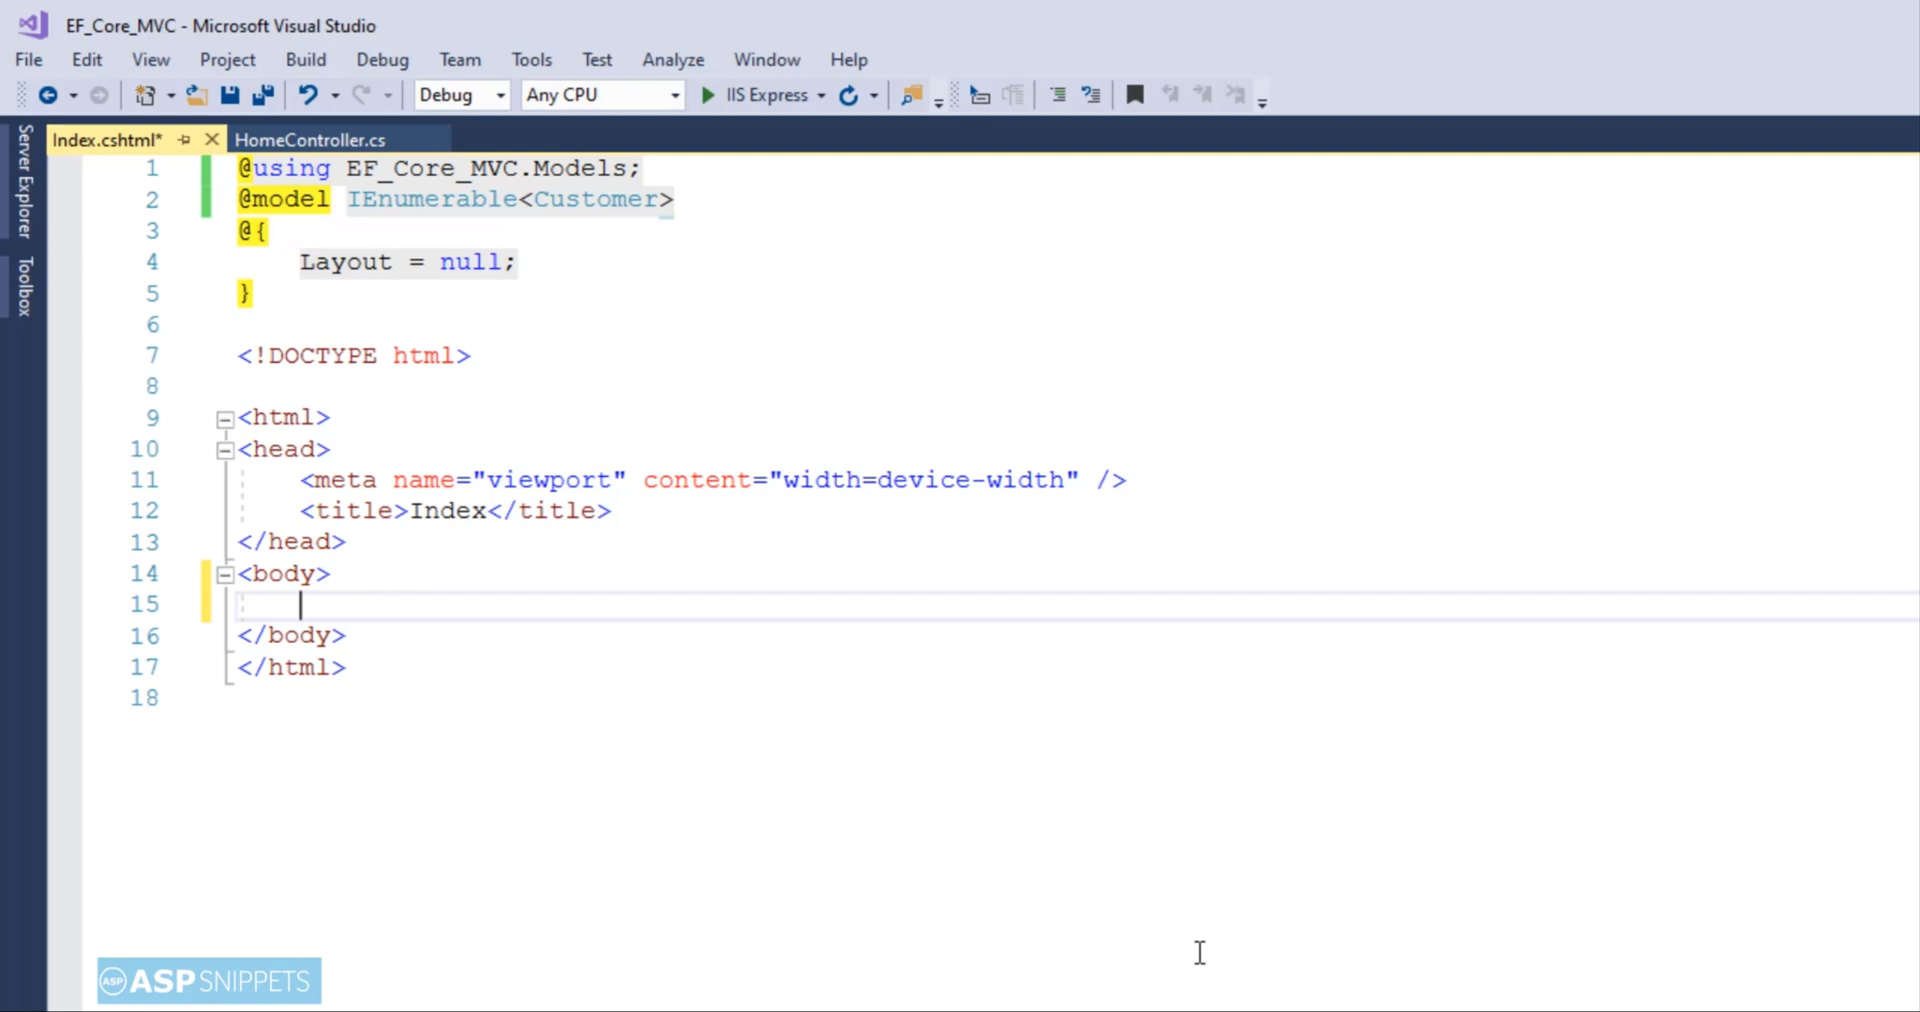 EF_Core_MVC - Microsoft Visual Studio
File Edit View Project Build Debug Team Tools Test Analyze Window Help
Debug Any CPU IIS Express
Server Explorer
Toolbox
Index.cshtml* HomeController.cs
1 @using EF_Core_MVC.Models;
2 @model IEnumerable<Customer>
3 @{
4 Layout = null;
5 }
6
7 <!DOCTYPE html>
8
9 <html>
10 <head>
11 <meta name="viewport" content="width=device-width" />
12 <title>Index</title>
13 </head>
14 <body>
15
16 </body>
17 </html>
18
ASP ASPSNIPPETS